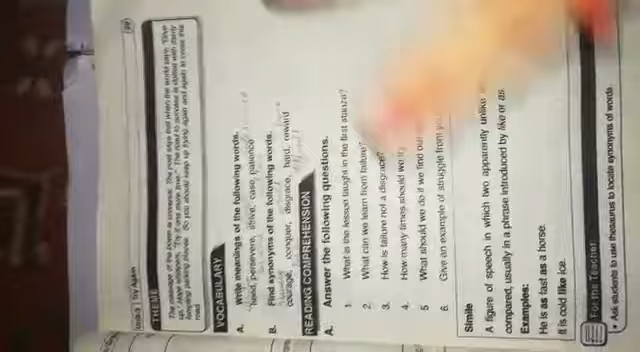 Unit-3 | Try Again
THEME
The message of the poem is universal. The poet says that when the world says, "Give
up," Hope whispers, "Try it one more time." The road to success is dotted with many
tempting parking places. So you should keep up trying again and again to cross this
road.
VOCABULARY
A. Write meanings of the following words.
heed, persevere, strive, case, patience
B. Find synonyms of the following words.
courage, conquer, disgrace, hard, reward
READING COMPREHENSION
A. Answer the following questions.
1. What is the lesson taught in the first stanza?
2. What can we learn from failure?
3. How is failure not a disgrace?
4. How many times should we try
5. What should we do if we find our
6. Give an example of struggle from
Simile
A figure of speech in which two apparently unlike
compared, usually in a phrase introduced by like or as.
Examples:
He is as fast as a horse.
It is cold like ice.
For the Teacher
• Ask students to use thesaurus to locate synonyms of words.